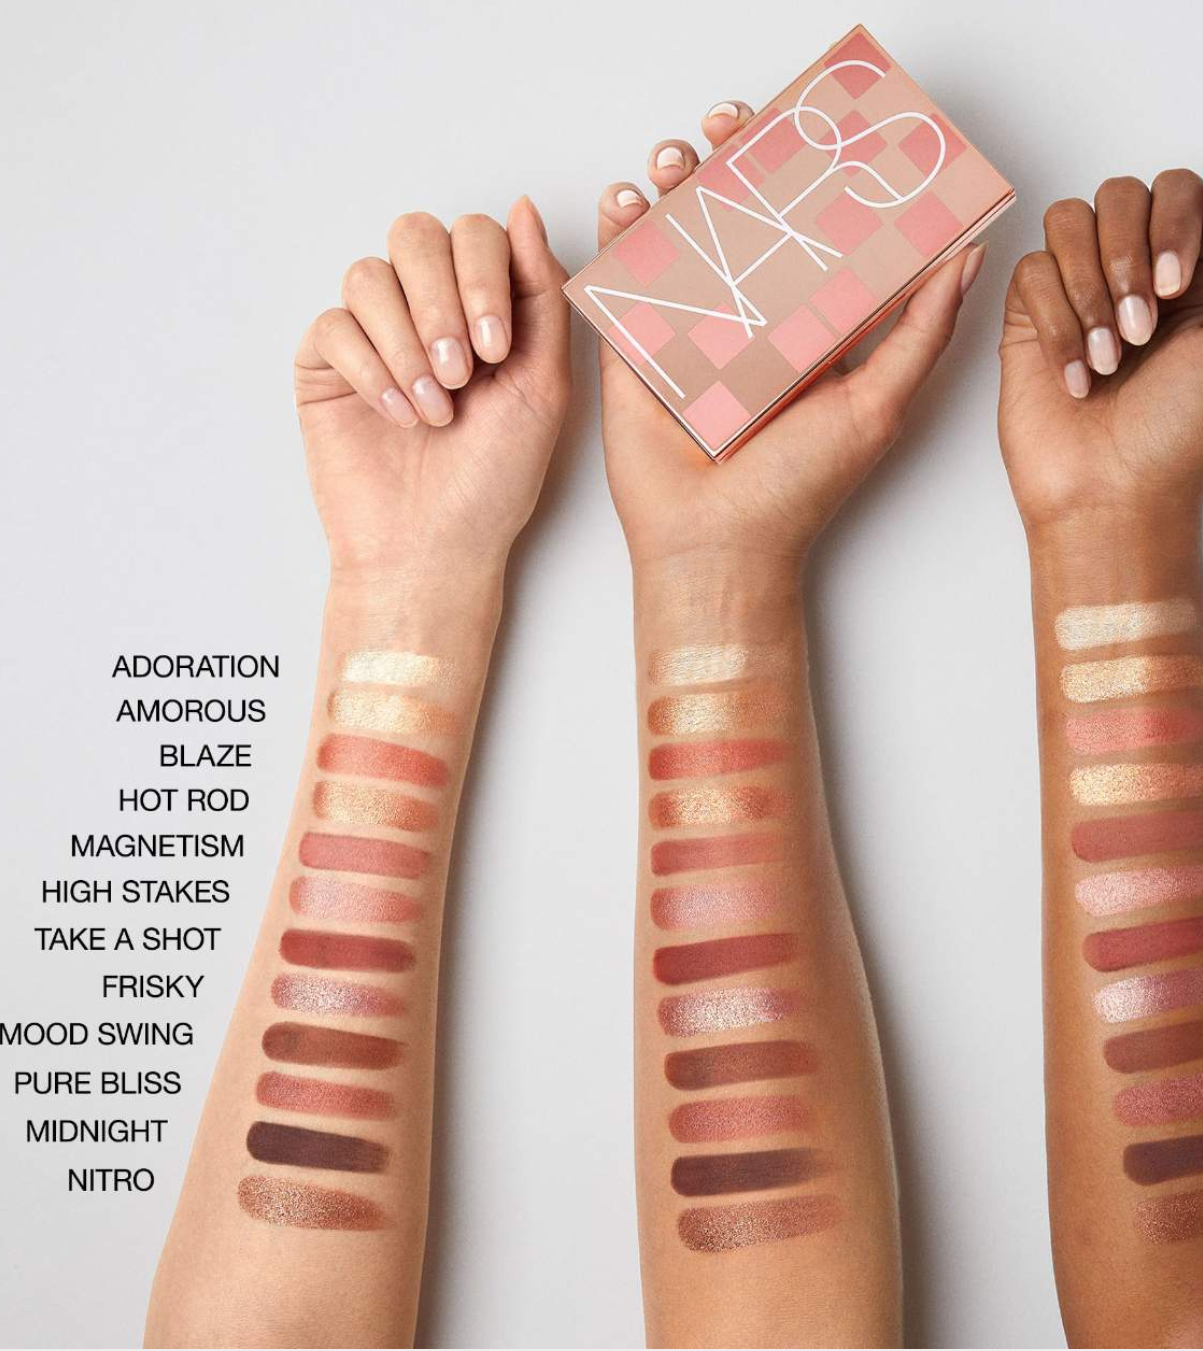 NARS
ADORATION
AMOROUS
BLAZE
HOT ROD
MAGNETISM
HIGH STAKES
TAKE A SHOT
FRISKY
MOOD SWING
PURE BLISS
MIDNIGHT
NITRO